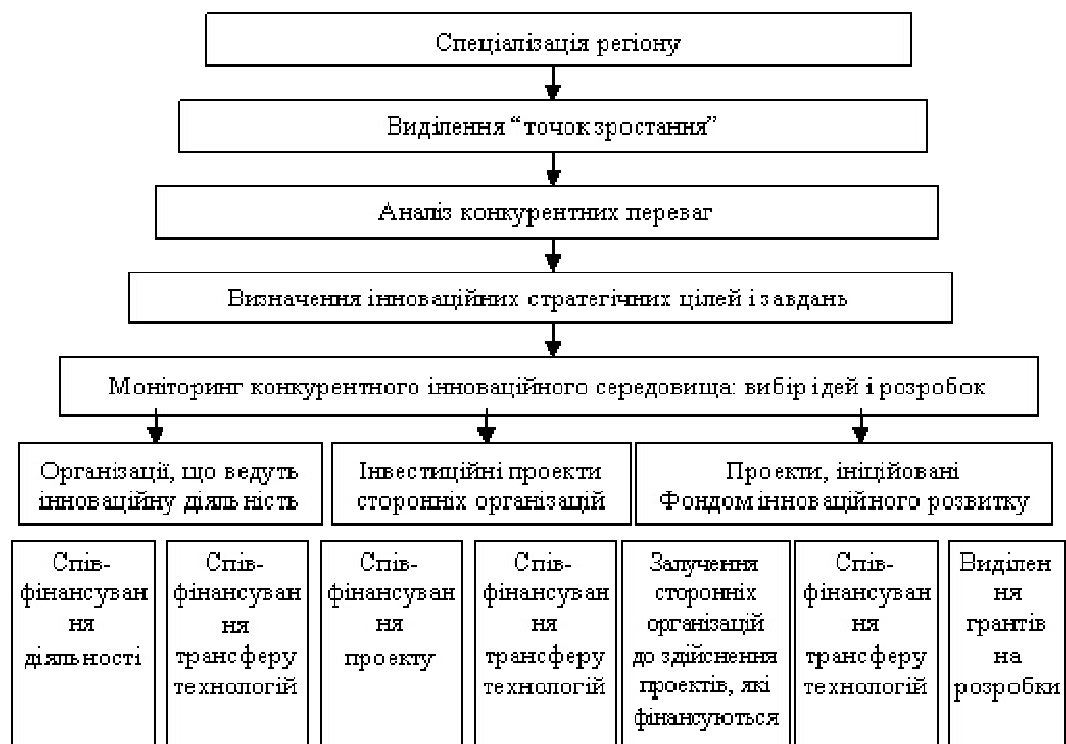 Спеціалізація регіону
Виділення “точок зростання”
Аналіз конкурентних переваг
Визначення інноваційних стратегічних цілей і завдань
Моніторинг конкурентного інноваційного середовища: вибір ідей і розробок
Організації, що ведуть
інноваційну діяльність
Інвестиційні проекти
сторонніх організацій
Проекти, ініційовані
Фондом інноваційного розвитку
Спів-
фінансуван
ня
діяльності
Спів-
фінансуван
ня
трансферу
технологій
Спів-
фінансуван
ня
проекту
Спів-
фінансуван
ня
трансферу
технологій
Залучення
сторонніх
організацій
до здійснення
проектів, які
фінансуються
Спів-
фінансуван
ня
трансферу
технологій
Виділен
ня
грантів
на
розробки